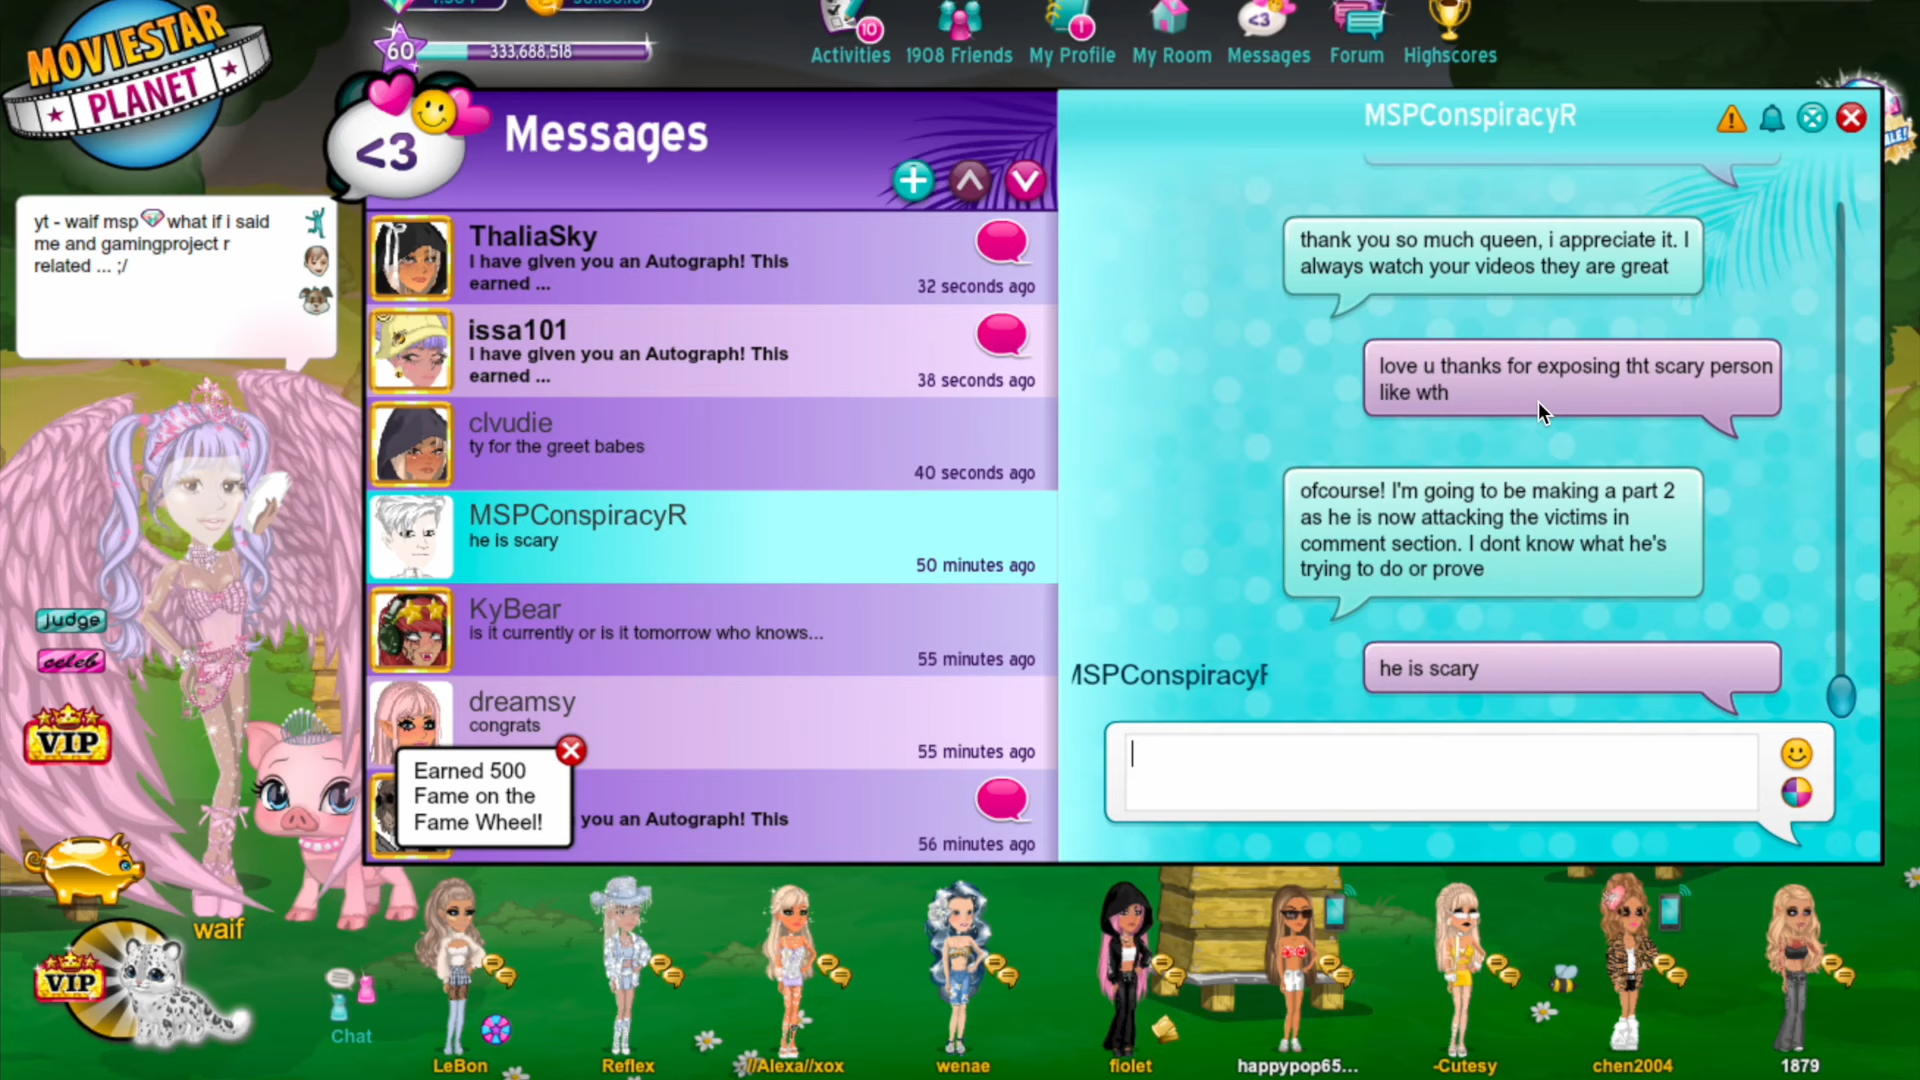 MOVIESTAR
PLANET
60
333,688,518
10
1
<3
Activities
1908 Friends
My Profile
My Room
Messages
Forum
Highscores
yt - waif msp what if i said
me and gamingproject r
related ... ;/
<3
Messages
ThaliaSky
I have given you an Autograph! This
earned ...
32 seconds ago
issa101
I have given you an Autograph! This
earned ...
38 seconds ago
clvudie
ty for the greet babes
40 seconds ago
MSPConspiracyR
he is scary
50 minutes ago
KyBear
Is it currently or is it tomorrow who knows...
55 minutes ago
dreamsy
congrats
55 minutes ago
Earned 500
Fame on the
Fame Wheel!
you an Autograph! This
56 minutes ago
MSPConspiracyR
thank you so much queen, i appreciate it. I
always watch your videos they are great
love u thanks for exposing tht scary person
like wth
ofcourse! I'm going to be making a part 2
as he is now attacking the victims in
comment section. I dont know what he's
trying to do or prove
he is scary
judge
celeb
VIP
waif
VIP
Chat
LeBon
Reflex
//Alexa//xox
wenae
fiolet
happypop65...
-Cutesy
chen2004
1879